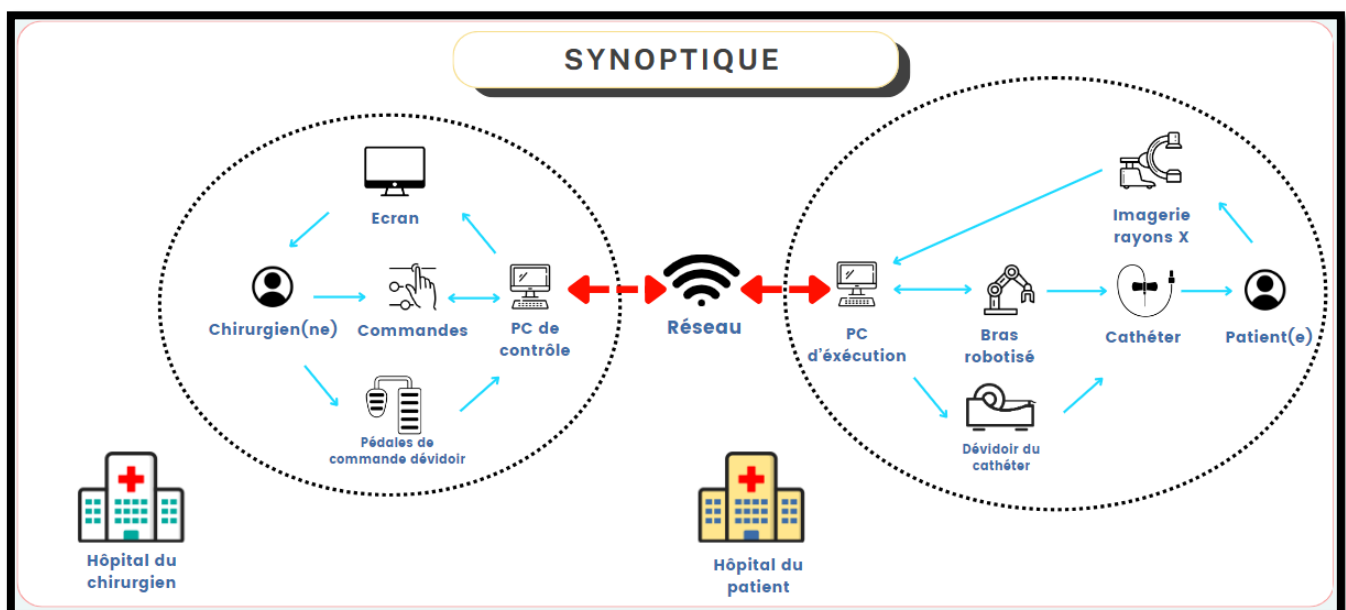 SYNOPTIQUE
Ecran
Chirurgien(ne)
Commandes
PC de
contrôle
Pédales de
commande dévidoir
Hôpital du
chirurgien
Réseau
Imagerie
rayons X
PC
d'éxécution
Bras
robotisé
Cathéter
Patient(e)
Dévidoir du
cathéter
Hôpital du
patient